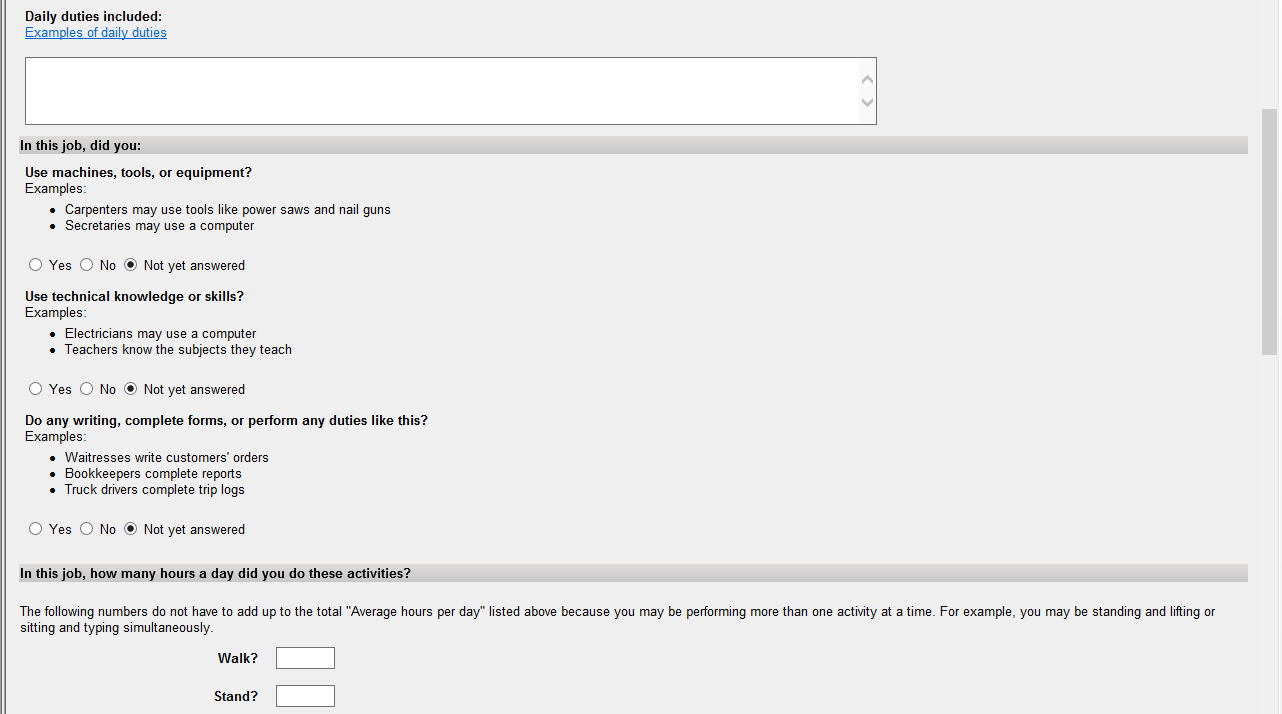 Daily duties included:
Examples of daily duties
In this job, did you:
Use machines, tools, or equipment?
Examples:
• Carpenters may use tools like power saws and nail guns
• Secretaries may use a computer
Yes No Not yet answered
Use technical knowledge or skills?
Examples:
• Electricians may use a computer
• Teachers know the subjects they teach
Yes No Not yet answered
Do any writing, complete forms, or perform any duties like this?
Examples:
• Waitresses write customers' orders
• Bookkeepers complete reports
• Truck drivers complete trip logs
Yes No Not yet answered
In this job, how many hours a day did you do these activities?
The following numbers do not have to add up to the total "Average hours per day" listed above because you may be performing more than one activity at a time. For example, you may be standing and lifting or
sitting and typing simultaneously.
Walk?
Stand?